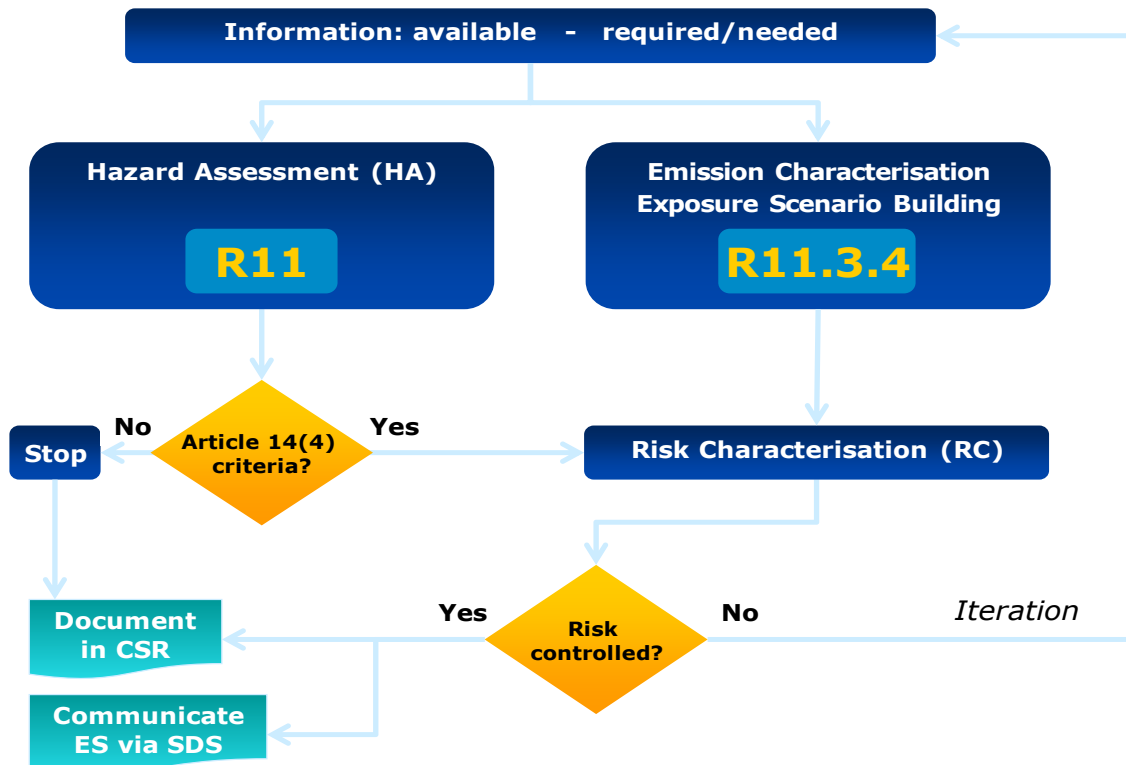 Information: available - required/needed
Hazard Assessment (HA)
R11
Emission Characterisation
Exposure Scenario Building
R11.3.4
No
Yes
Stop
Article 14(4)
criteria?
Risk Characterisation (RC)
Yes
No
Iteration
Document
in CSR
Risk
controlled?
Communicate
ES via SDS